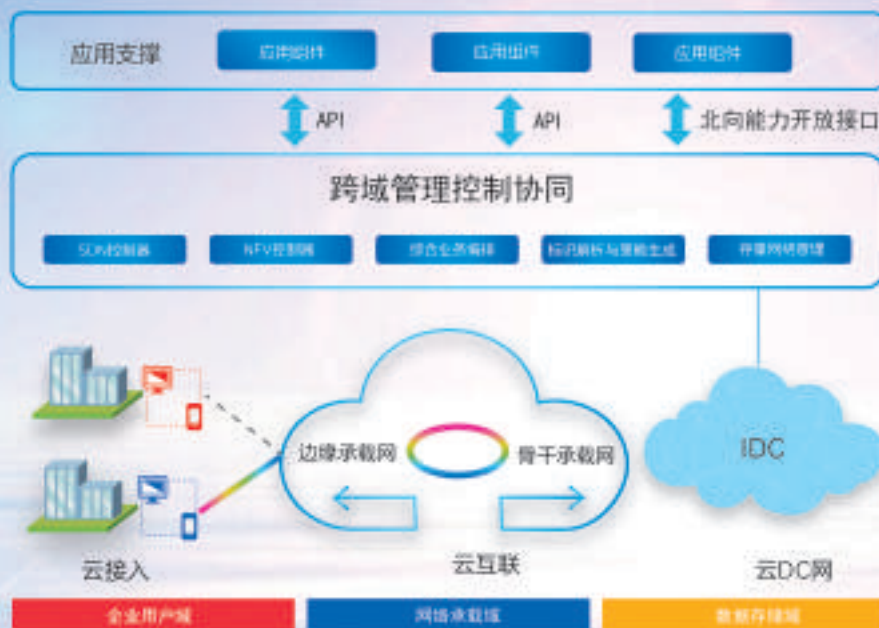 应用支撑
应用组件
应用组件
应用组件
API
API
北向能力开放接口
跨域管理控制协同
SDN控制器
NFV控制器
综合业务编排
标识解析与策略生成
存量网络管理
边缘承载网
骨干承载网
IDC
云接入
云互联
云DC网
企业用户域
网络承载域
数据存储域